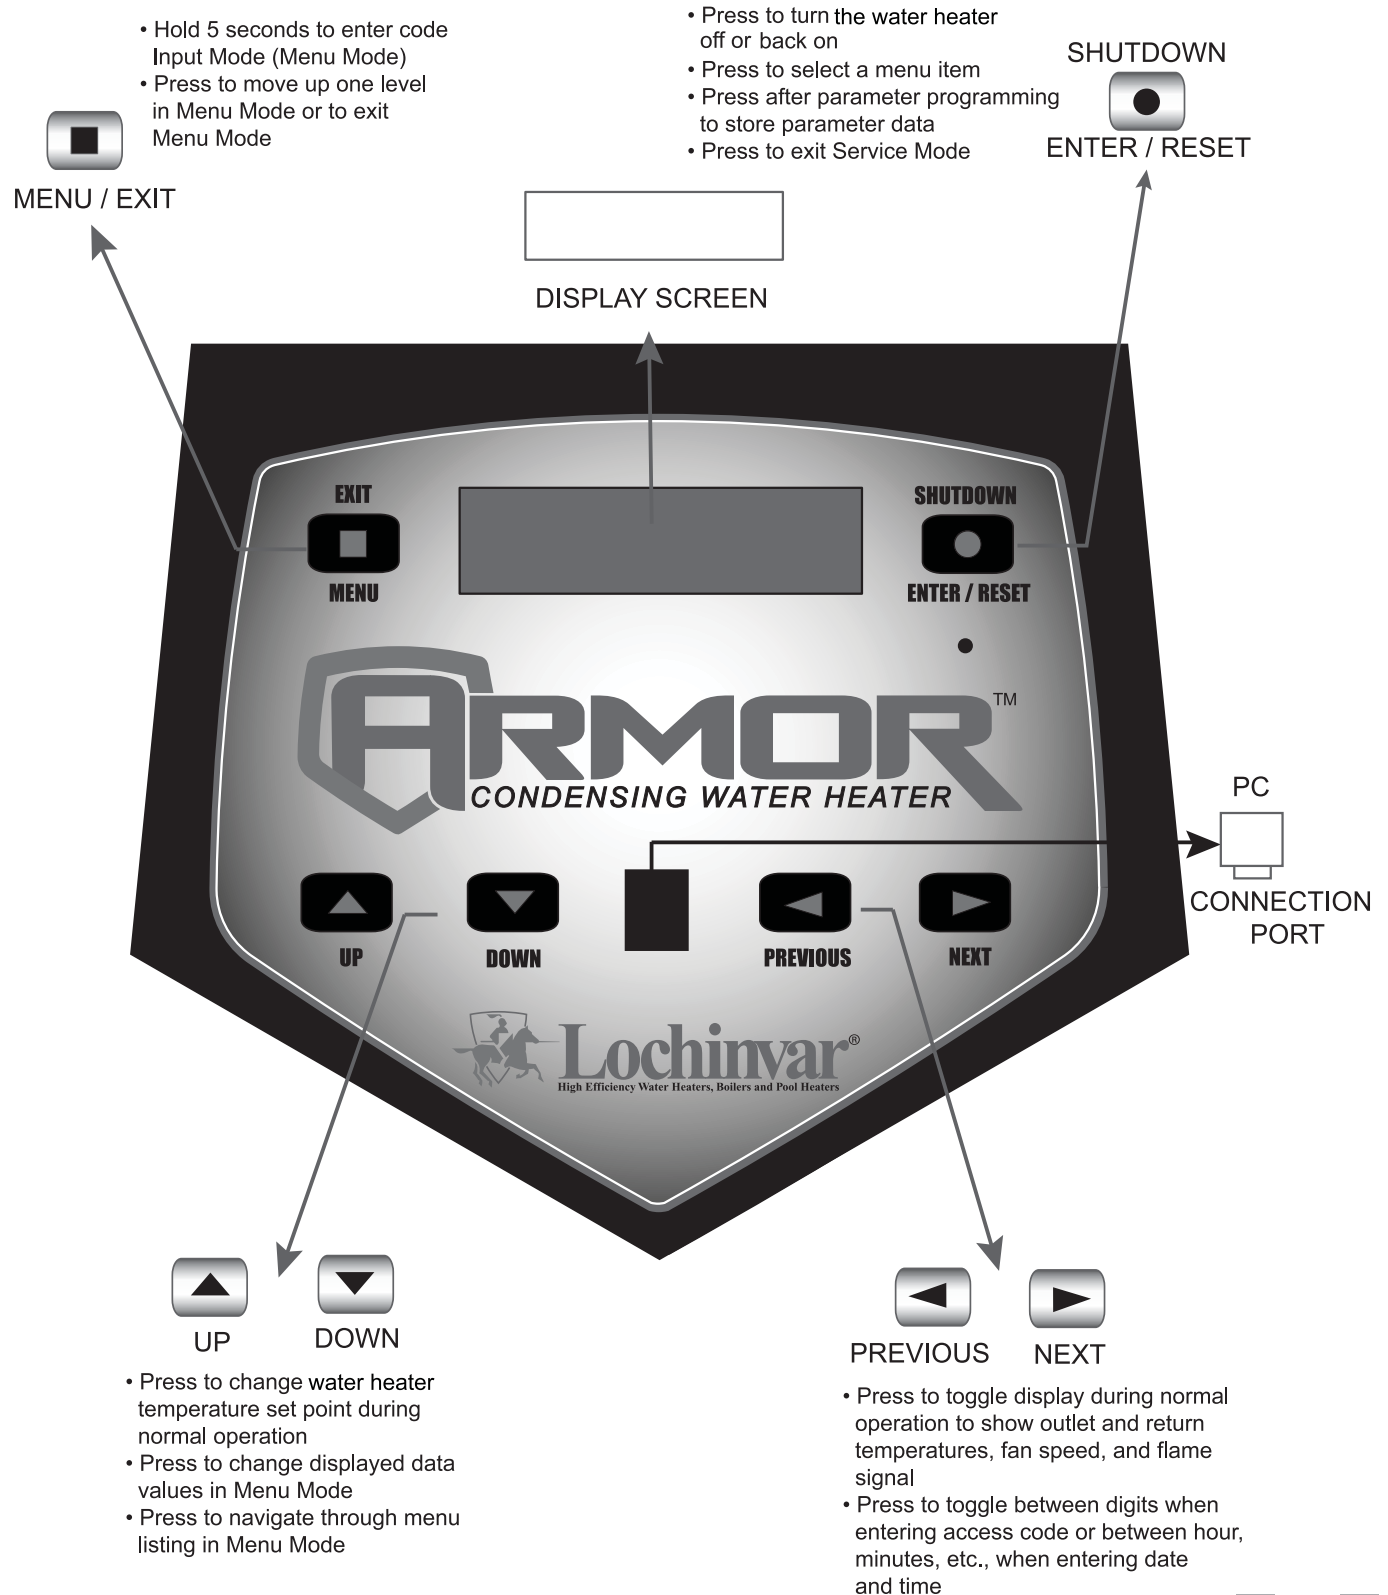 • Hold 5 seconds to enter code
Input Mode (Menu Mode)
• Press to move up one level
in Menu Mode or to exit
Menu Mode
MENU / EXIT
• Press to turn the water heater
off or back on
• Press to select a menu item
• Press after parameter programming
to store parameter data
• Press to exit Service Mode
SHUTDOWN
ENTER / RESET
DISPLAY SCREEN
EXIT
MENU
SHUTDOWN
ENTER / RESET
ARMOR™
CONDENSING WATER HEATER
PC
CONNECTION
PORT
UP
DOWN
PREVIOUS
NEXT
Lochinvar®
High Efficiency Water Heaters, Boilers and Pool Heaters
UP
DOWN
• Press to change water heater
temperature set point during
normal operation
• Press to change displayed data
values in Menu Mode
• Press to navigate through menu
listing in Menu Mode
PREVIOUS
NEXT
• Press to toggle display during normal
operation to show outlet and return
temperatures, fan speed, and flame
signal
• Press to toggle between digits when
entering access code or between hour,
minutes, etc., when entering date
and time